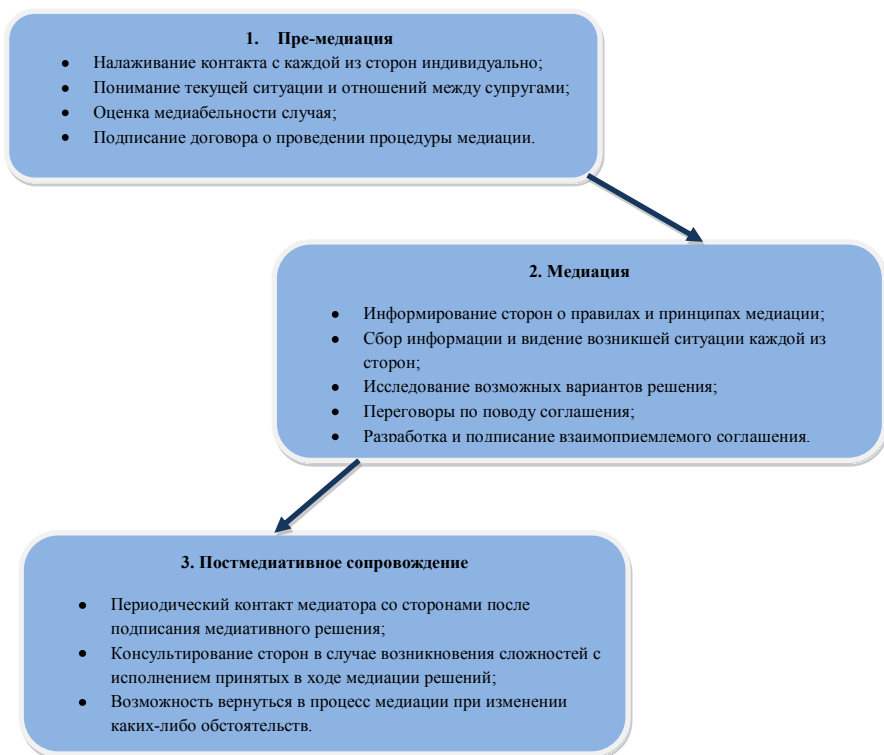 1. Пре-медиация
• Налаживание контакта с каждой из сторон индивидуально;
• Понимание текущей ситуации и отношений между супругами;
• Оценка медиабельности случая;
• Подписание договора о проведении процедуры медиации.
2. Медиация
• Информирование сторон о правилах и принципах медиации;
• Сбор информации и видение возникшей ситуации каждой из
сторон;
• Исследование возможных вариантов решения;
• Переговоры по поводу соглашения;
• Разработка и подписание взаимоприемлемого соглашения.
3. Постмедиативное сопровождение
• Периодический контакт медиатора со сторонами после
подписания медиативного решения;
• Консультирование сторон в случае возникновения сложностей с
исполнением принятых в ходе медиации решений;
• Возможность вернуться в процесс медиации при изменении
каких-либо обстоятельств.